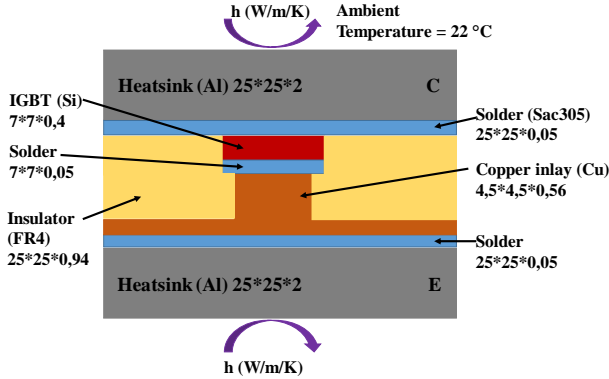 h (W/m/K)
Ambient
Temperature = 22 °C
Heatsink (Al) 25*25*2
C
IGBT (Si)
7*7*0,4
Solder (Sac305)
25*25*0,05
Solder
7*7*0,05
Copper inlay (Cu)
4,5*4,5*0,56
Insulator
(FR4)
25*25*0,94
Solder
25*25*0,05
Heatsink (Al) 25*25*2
E
h (W/m/K)